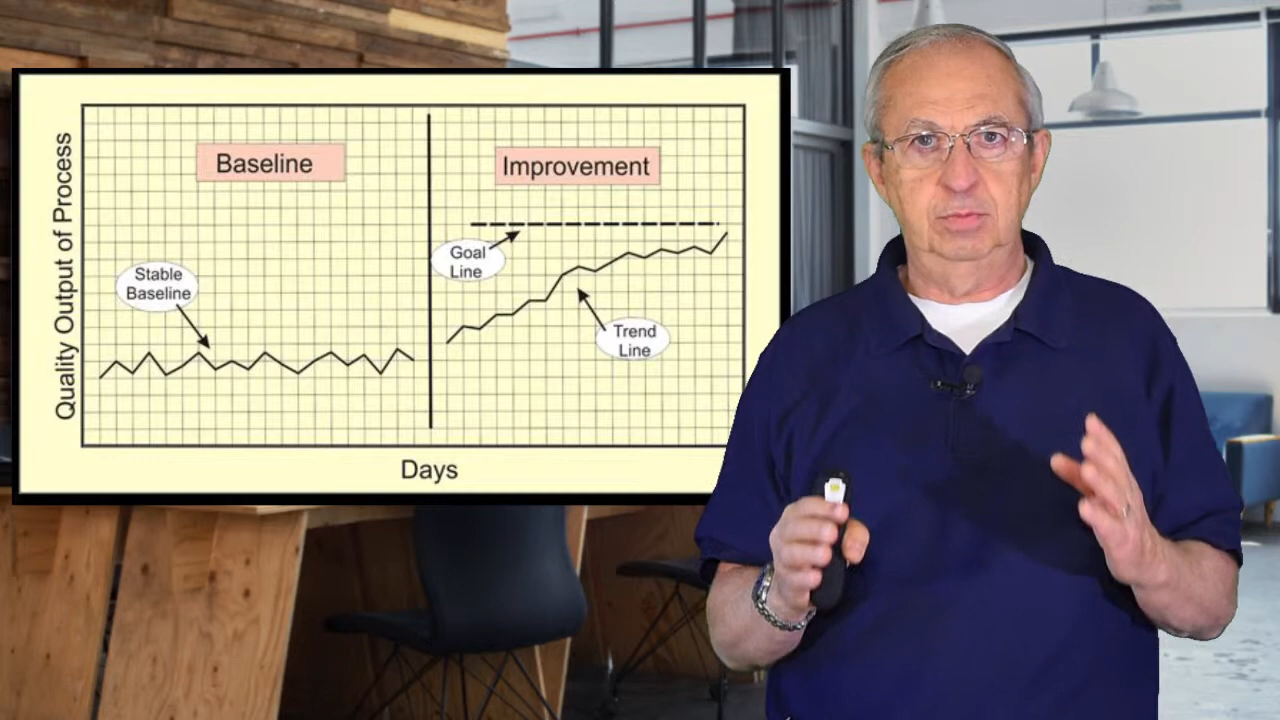 Quality Output of Process
Baseline
Improvement
Goal
Line
Stable
Baseline
Trend
Line
Days